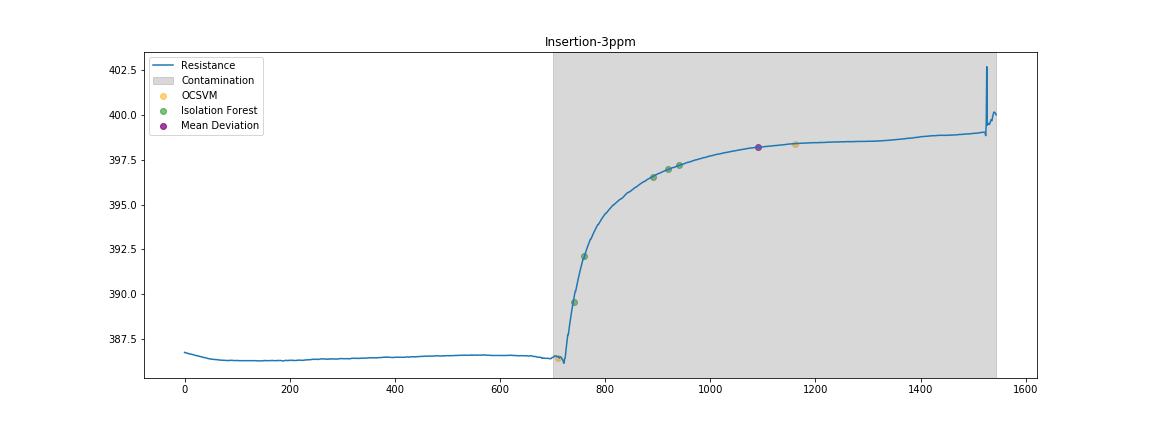 Insertion-3ppm
Resistance
Contamination
OCSVM
Isolation Forest
Mean Deviation
402.5
400.0
397.5
395.0
392.5
390.0
387.5
0 200 400 600 800 1000 1200 1400 1600